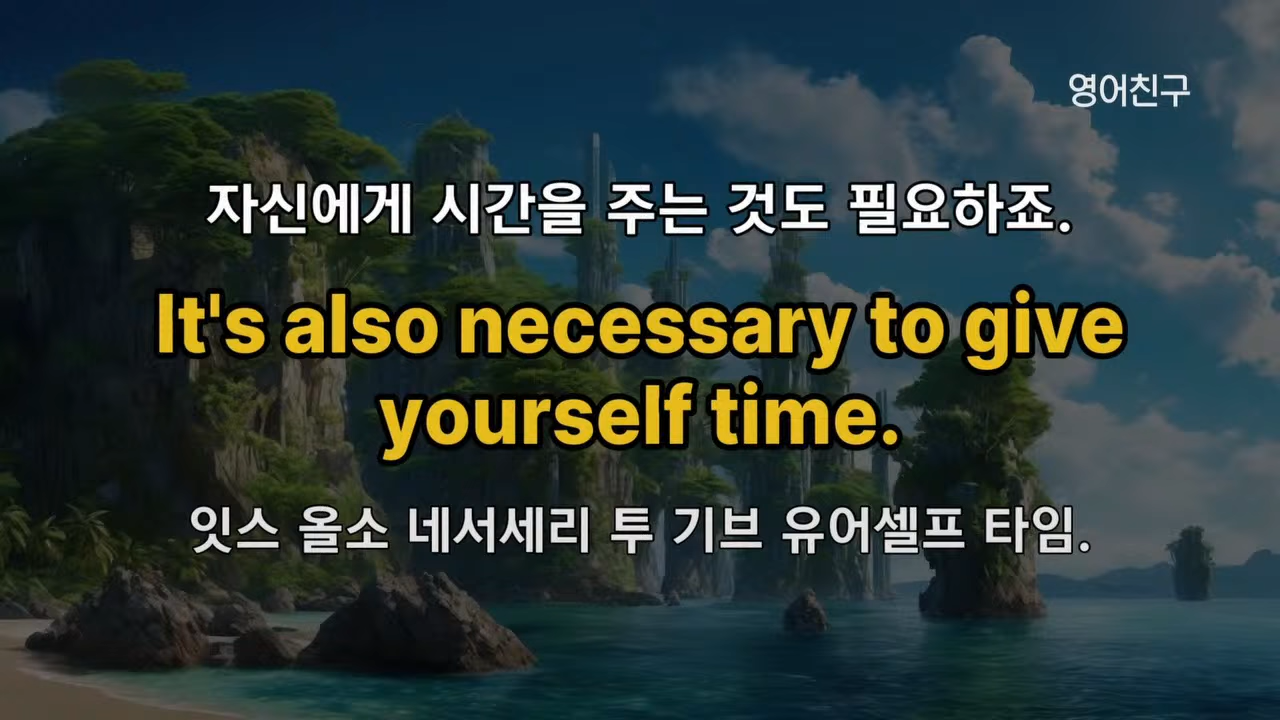 영어친구
자신에게 시간을 주는 것도 필요하죠.
It's also necessary to give
yourself time.
잇스 올소 네서세리 투 기브 유어셀프 타임.